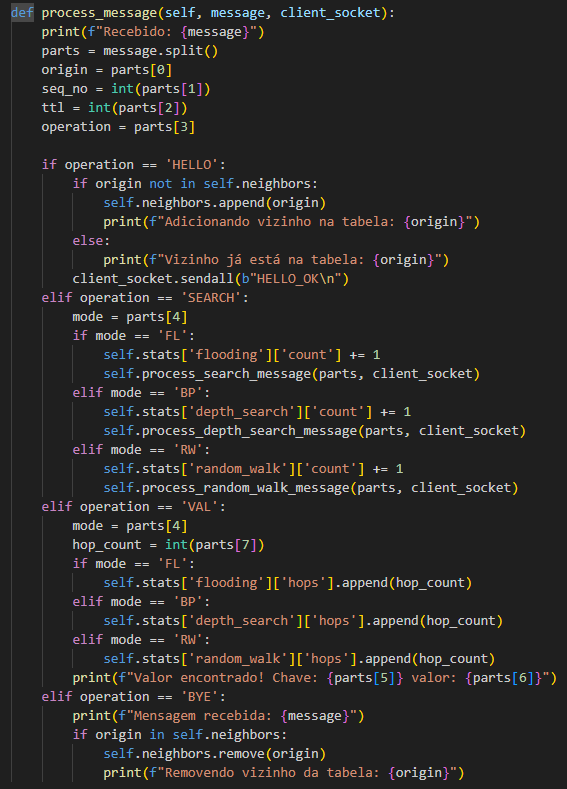 def process_message(self, message, client_socket):
    print(f"Recebido: {message}")
    parts = message.split()
    origin = parts[0]
    seq_no = int(parts[1])
    ttl = int(parts[2])
    operation = parts[3]

    if operation == 'HELLO':
        if origin not in self.neighbors:
            self.neighbors.append(origin)
            print(f"Adicionando vizinho na tabela: {origin}")
        else:
            print(f"Vizinho já está na tabela: {origin}")
        client_socket.sendall(b"HELLO_OK\n")
    elif operation == 'SEARCH':
        mode = parts[4]
        if mode == 'FL':
            self.stats['flooding']['count'] += 1
            self.process_search_message(parts, client_socket)
        elif mode == 'BP':
            self.stats['depth_search']['count'] += 1
            self.process_depth_search_message(parts, client_socket)
        elif mode == 'RW':
            self.stats['random_walk']['count'] += 1
            self.process_random_walk_message(parts, client_socket)
    elif operation == 'VAL':
        mode = parts[4]
        hop_count = int(parts[7])
        if mode == 'FL':
            self.stats['flooding']['hops'].append(hop_count)
        elif mode == 'BP':
            self.stats['depth_search']['hops'].append(hop_count)
        elif mode == 'RW':
            self.stats['random_walk']['hops'].append(hop_count)
        print(f"Valor encontrado! Chave: {parts[5]} valor: {parts[6]}")
    elif operation == 'BYE':
        print(f"Mensagem recebida: {message}")
        if origin in self.neighbors:
            self.neighbors.remove(origin)
            print(f"Removendo vizinho da tabela: {origin}")